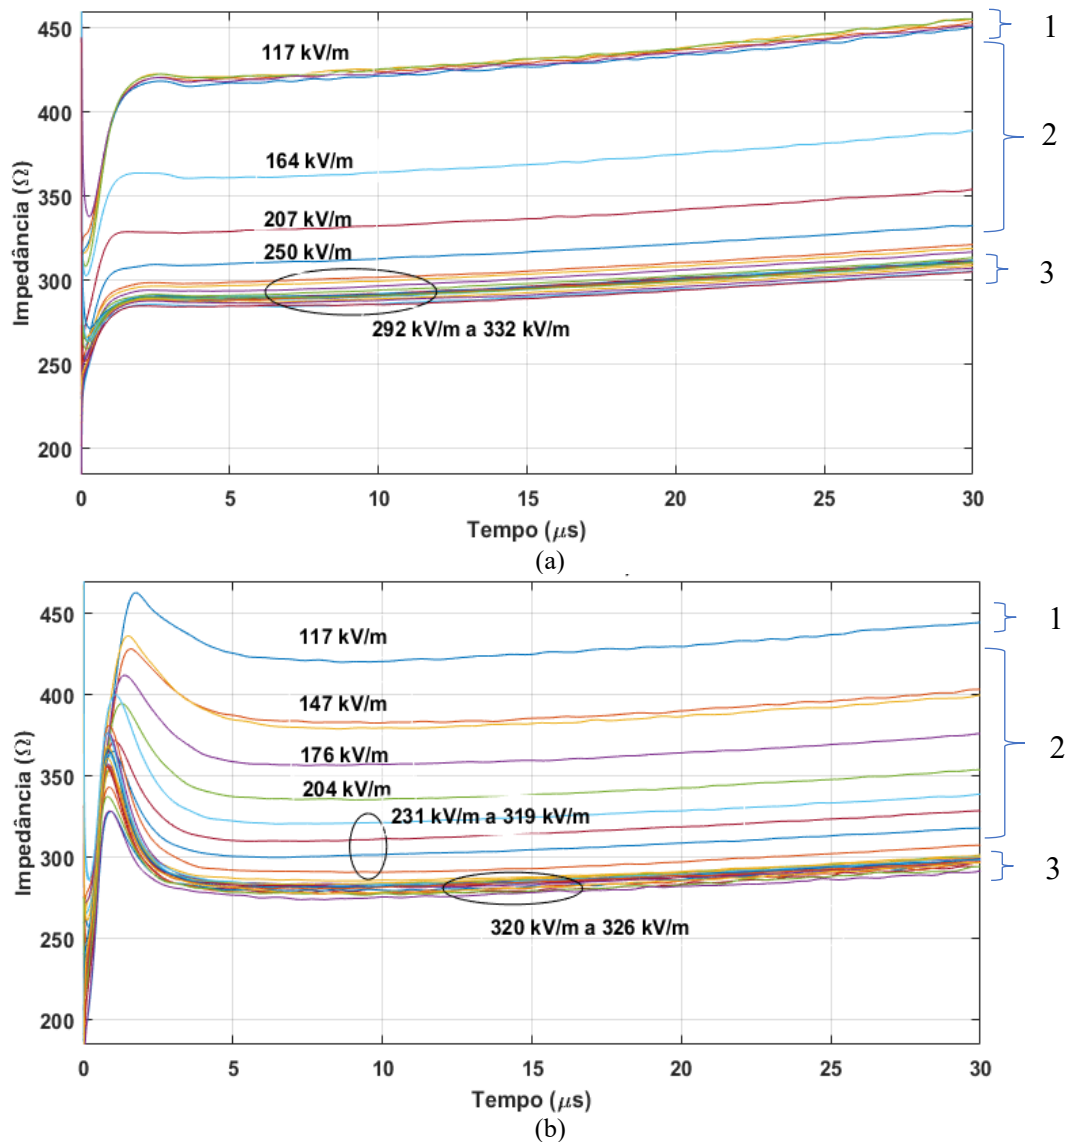 450
400
350
300
250
200
Impedância (Ω)
117 kV/m
164 kV/m
207 kV/m
250 kV/m
292 kV/m a 332 kV/m
1
2
3
0 5 10 15 20 25 30
Tempo (μs)
(a)
450
400
350
300
250
200
Impedância (Ω)
117 kV/m
147 kV/m
176 kV/m
204 kV/m
231 kV/m a 319 kV/m
320 kV/m a 326 kV/m
1
2
3
0 5 10 15 20 25 30
Tempo (μs)
(b)